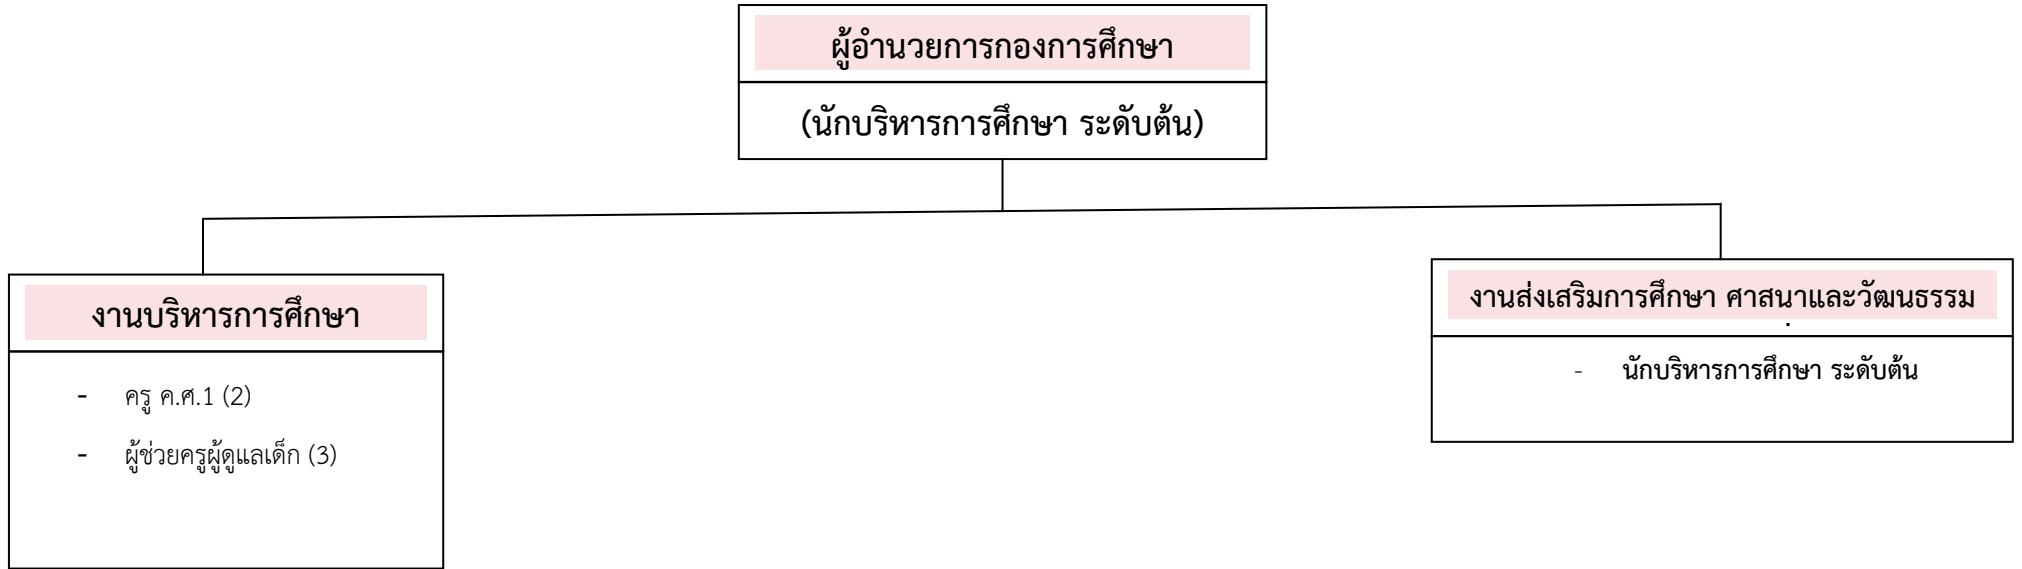 ผู้อำนวยการกองการศึกษา
(นักบริหารการศึกษา ระดับต้น)
งานบริหารการศึกษา
- ครู ค.ศ.1 (2)
- ผู้ช่วยครูผู้ดูแลเด็ก (3)
งานส่งเสริมการศึกษา ศาสนาและวัฒนธรรม
- นักบริหารการศึกษา ระดับต้น